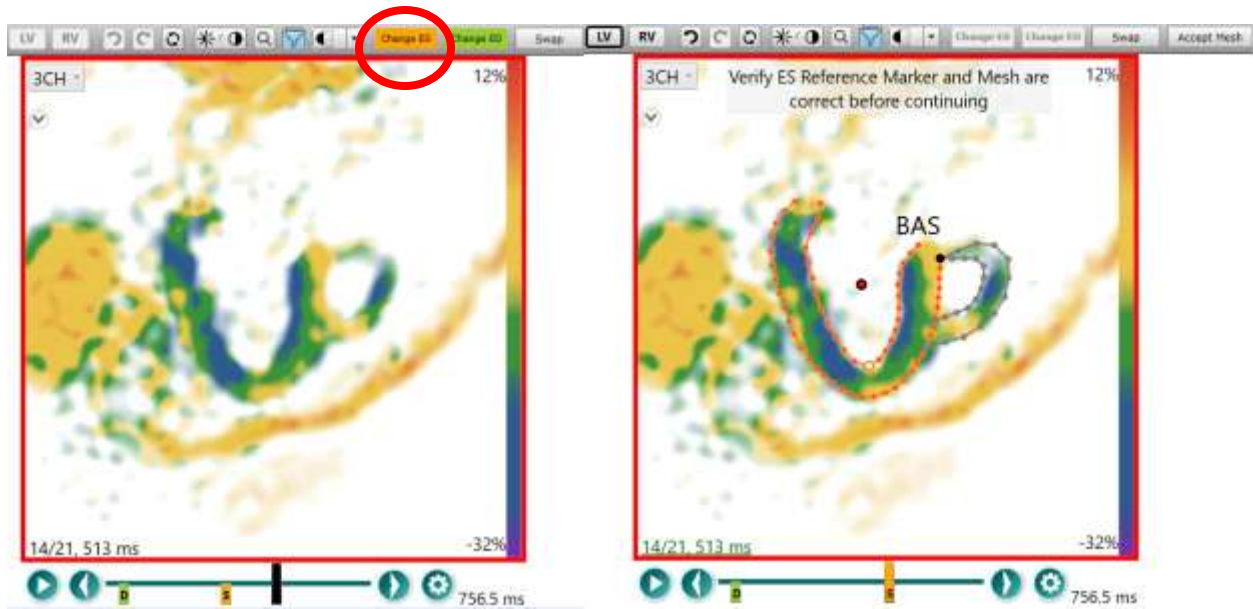 LV RV Change ES Change ED Swap
3CH
12%
14/21, 513 ms
-32%
D S
756.5 ms
LV RV Change ES Change ED Swap Accept Mesh
3CH
Verify ES Reference Marker and Mesh are
correct before continuing
12%
BAS
14/21, 513 ms
-32%
D S
756.5 ms